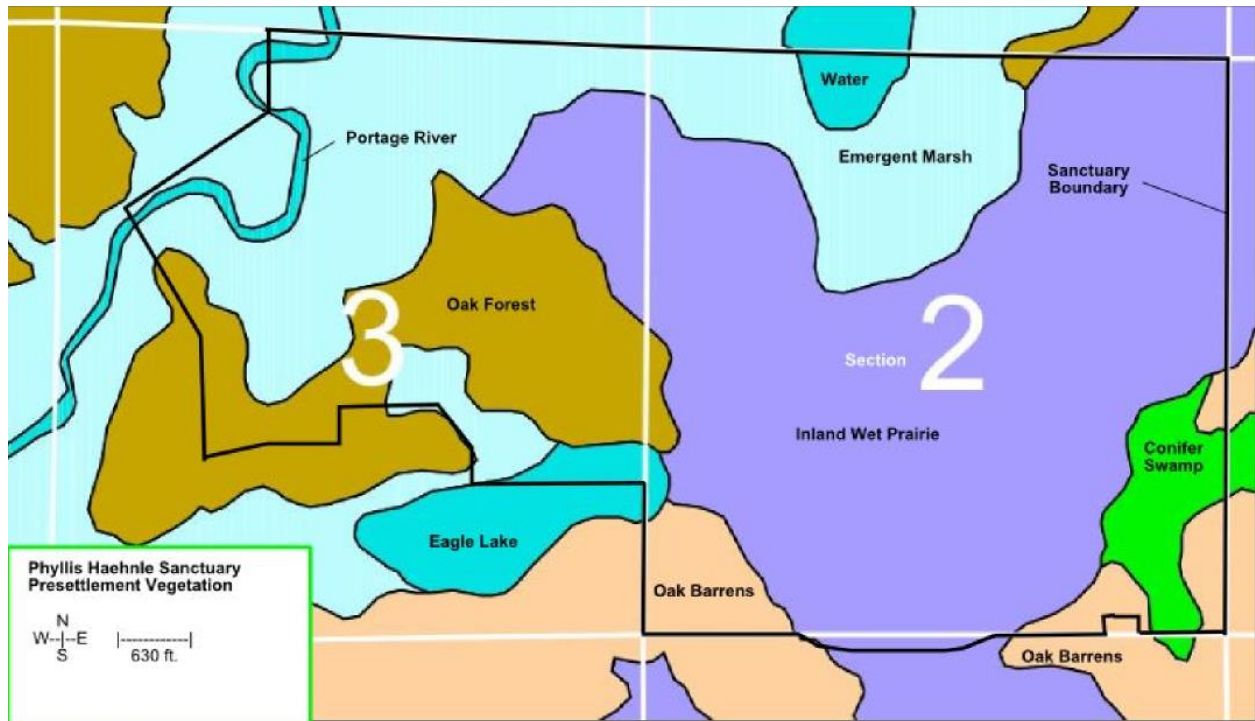 Water
Portage River
Emergent Marsh
Sanctuary
Boundary
Oak Forest
3
2
Section
Inland Wet Prairie
Conifer
Swamp
Eagle Lake
Phyllis Haehnle Sanctuary
Presettlement Vegetation
N
W--|--E
S
|------------|
630 ft.
Oak Barrens
Oak Barrens